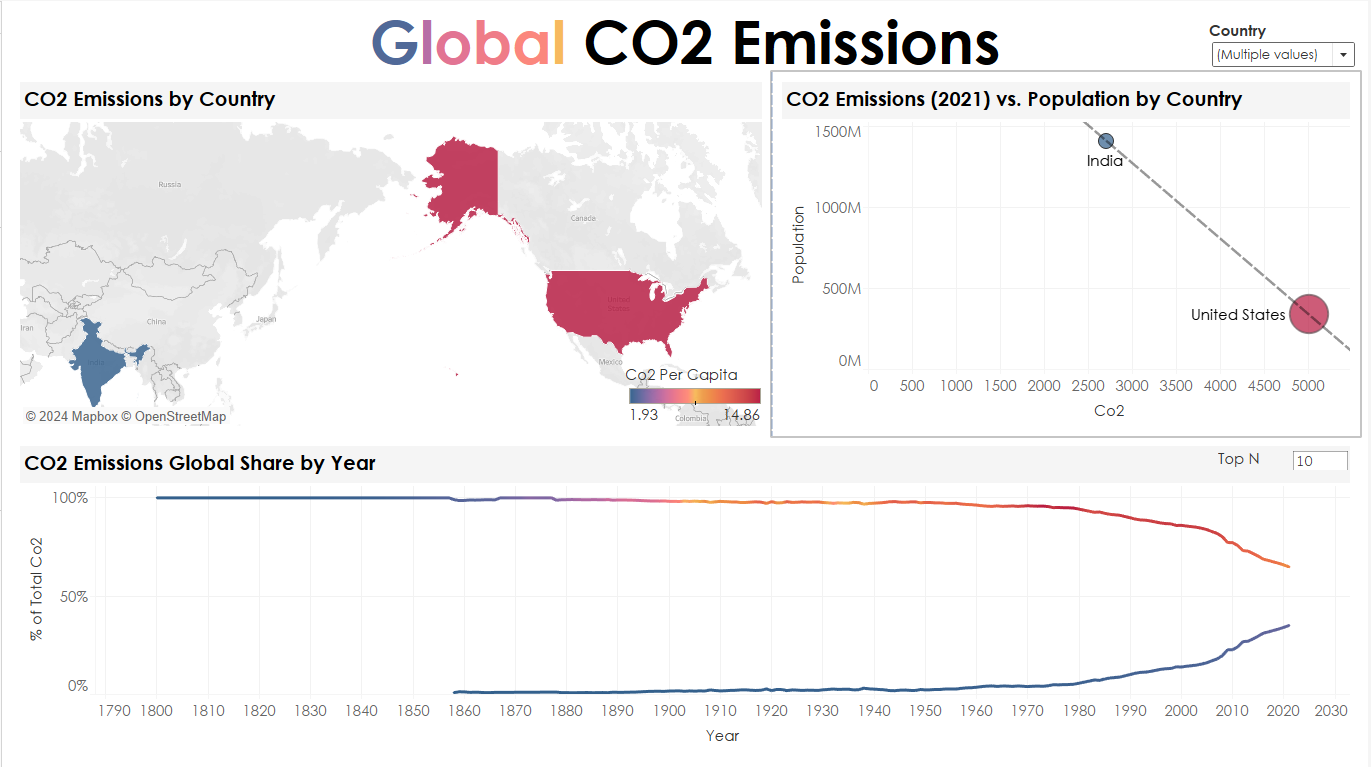 Global CO2 Emissions
Country
(Multiple values)
CO2 Emissions by Country
Russia
Canada
China
Japan
Iran
United
States
Mexico
Colombia
Co2 Per Capita
1.93 14.86
© 2024 Mapbox © OpenStreetMap
CO2 Emissions (2021) vs. Population by Country
1500M
1000M
500M
0M
Population
India
United States
0 500 1000 1500 2000 2500 3000 3500 4000 4500 5000
Co2
CO2 Emissions Global Share by Year
Top N 10
100%
50%
0%
% of Total Co2
1790 1800 1810 1820 1830 1840 1850 1860 1870 1880 1890 1900 1910 1920 1930 1940 1950 1960 1970 1980 1990 2000 2010 2020 2030
Year